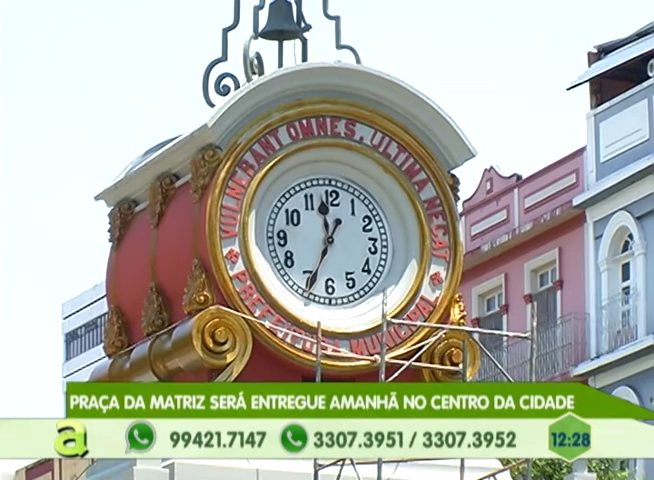 VULNERANT OMNES, ULTIMA NECAT
PREFEITURA MUNICIPAL
12
1
2
3
4
5
6
7
8
9
10
11
PRAÇA DA MATRIZ SERÁ ENTREGUE AMANHÃ NO CENTRO DA CIDADE
a
99421.7147
3307.3951 / 3307.3952
12:28